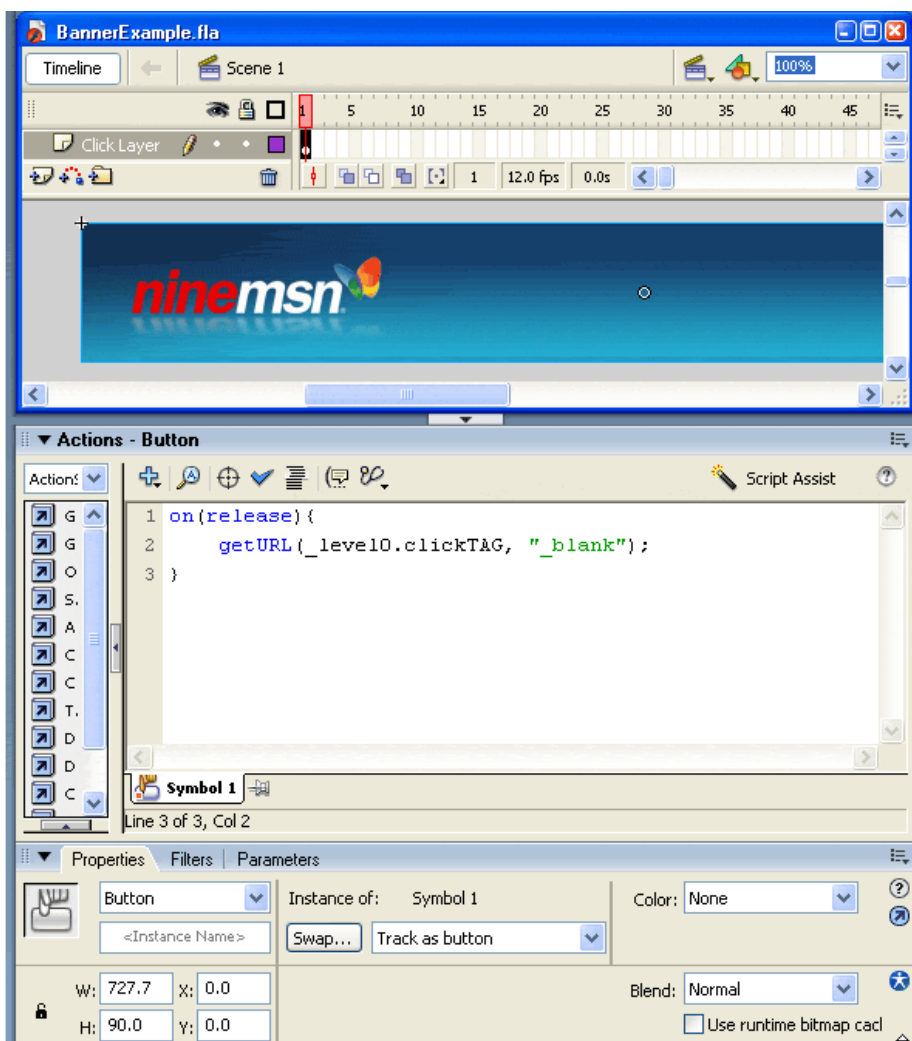 BannerExample.fla
Timeline Scene 1 100%
1 5 10 15 20 25 30 35 40 45
Click Layer
1 12.0 fps 0.0s
ninemsn
Actions - Button
Action: Script Assist
G
G
O
S.
A
C
C
T.
D
D
C
1 on(release){
2 getURL(_level0.clickTAG, "_blank");
3 }
Symbol 1
Line 3 of 3, Col 2
Properties Filters Parameters
Button Instance of: Symbol 1 Color: None
<Instance Name> Swap... Track as button
W: 727.7 X: 0.0 Blend: Normal
H: 90.0 Y: 0.0 Use runtime bitmap cacl